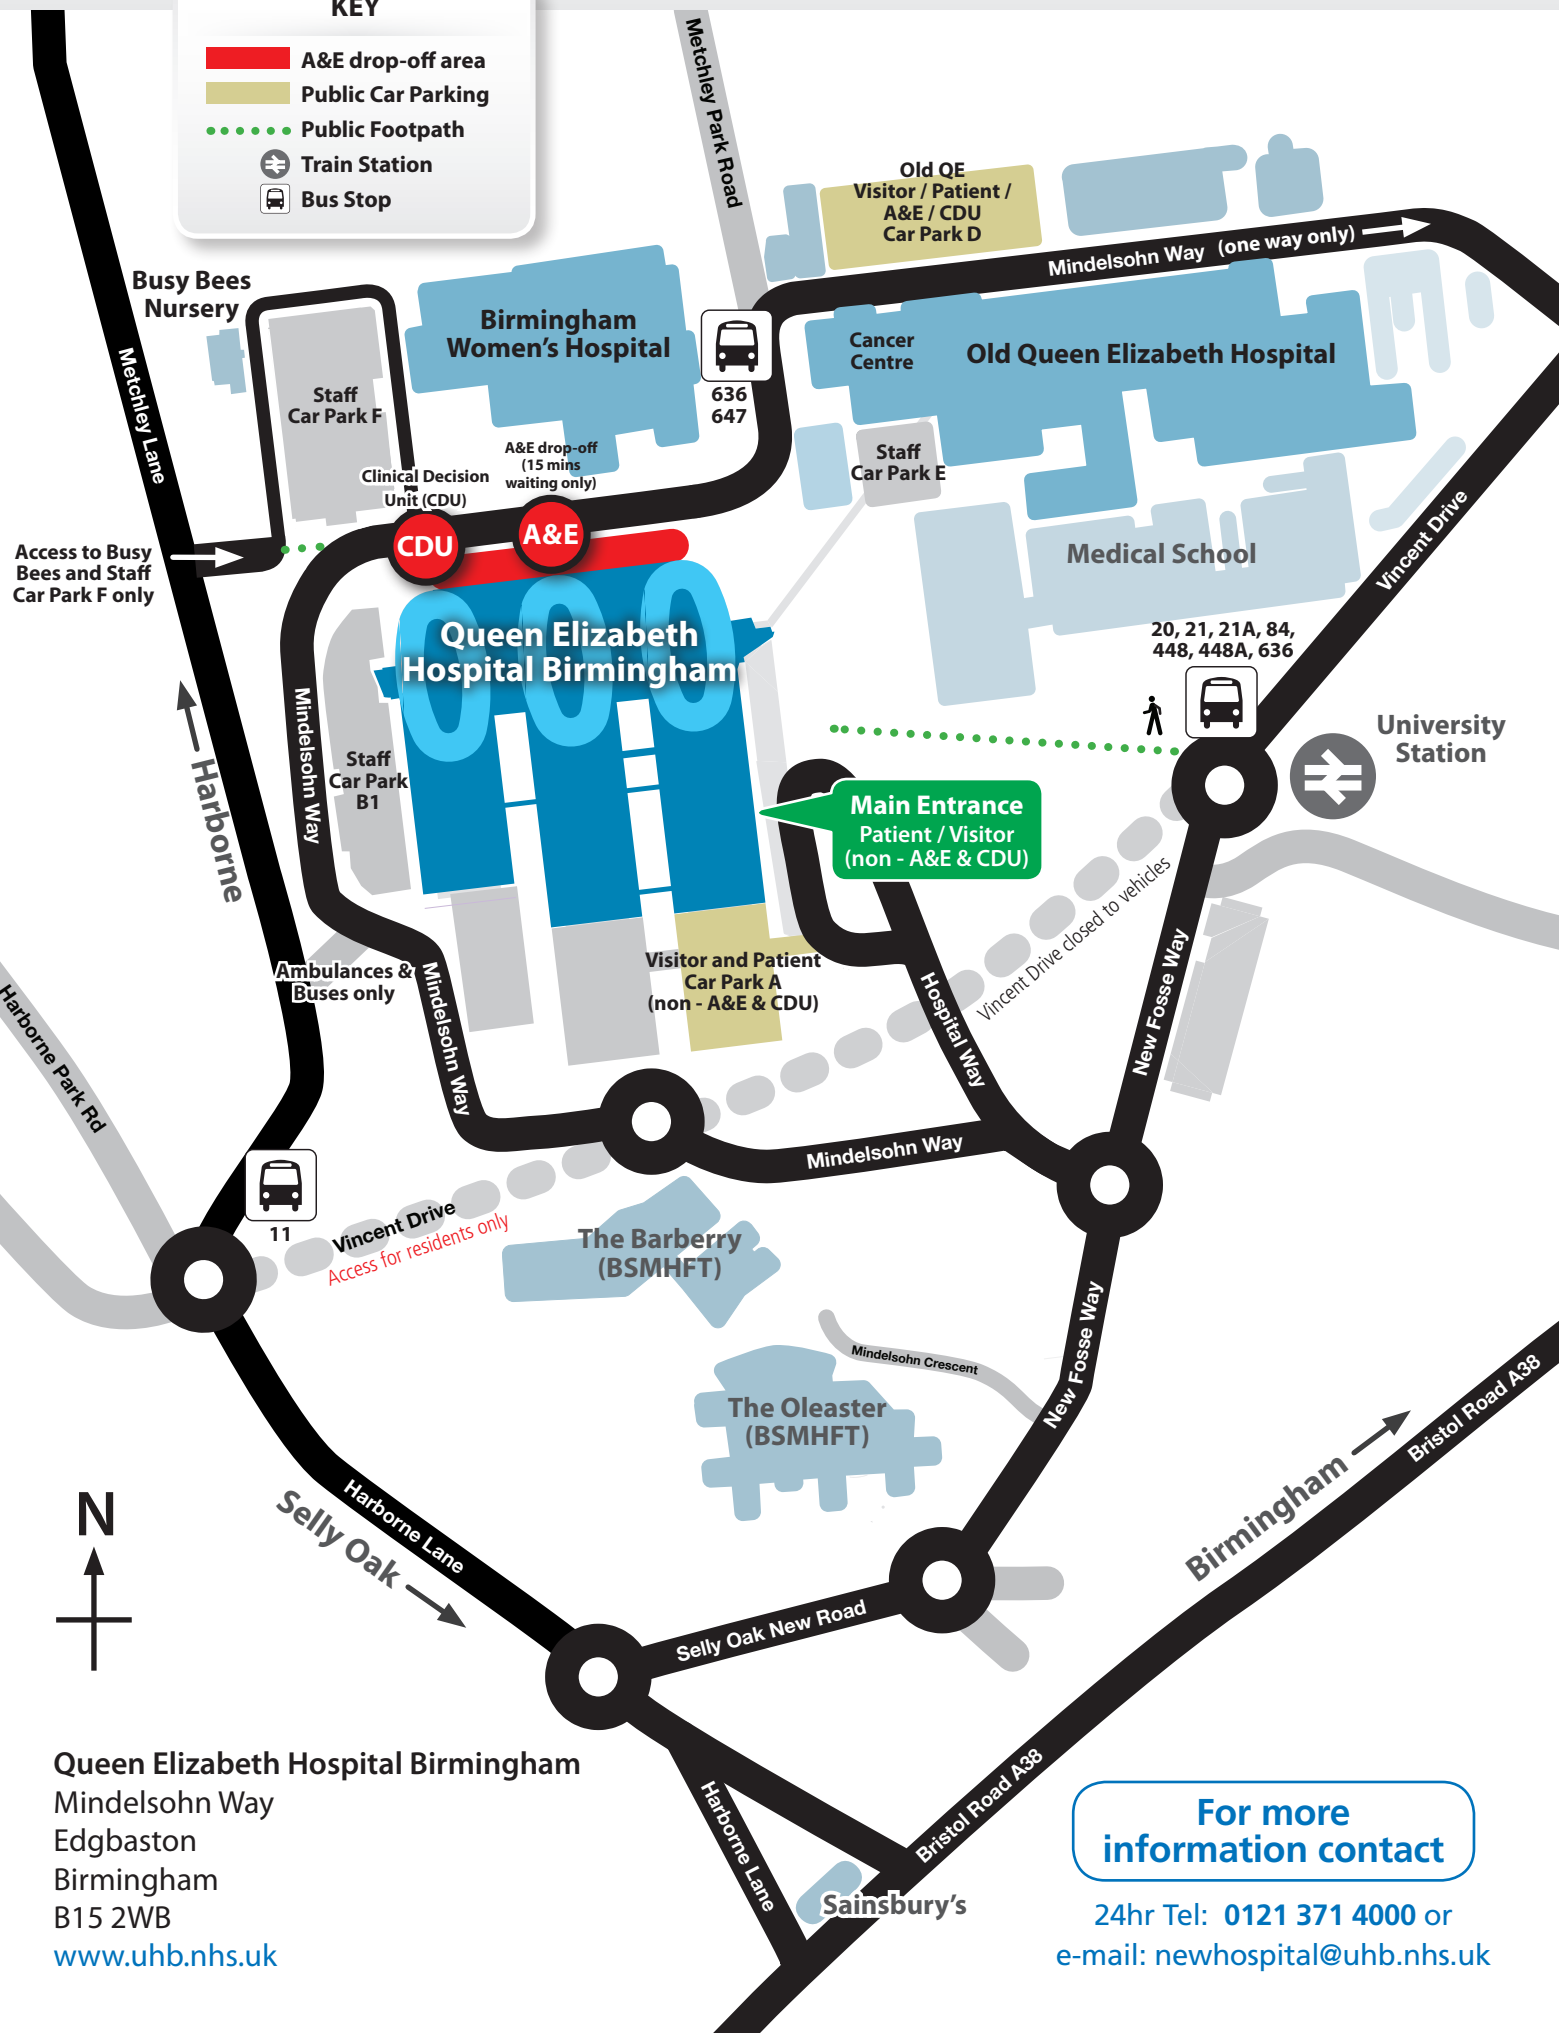 KEY
A&E drop-off area
Public Car Parking
Public Footpath
Train Station
Bus Stop
Metchley Park Road
Old QE
Visitor / Patient /
A&E / CDU
Car Park D
Mindelsohn Way (one way only)
Busy Bees
Nursery
Birmingham
Women's Hospital
Cancer
Centre
Old Queen Elizabeth Hospital
636
647
Metchley Lane
Staff
Car Park F
A&E drop-off
(15 mins
waiting only)
Clinical Decision
Unit (CDU)
Staff
Car Park E
CDU
A&E
Access to Busy
Bees and Staff
Car Park F only
Medical School
Vincent Drive
Queen Elizabeth
Hospital Birmingham
20, 21, 21A, 84,
448, 448A, 636
University
Station
Mindelsohn Way
Harborne
Staff
Car Park
B1
Main Entrance
Patient / Visitor
(non - A&E & CDU)
Vincent Drive closed to vehicles
Ambulances &
Buses only
Mindelsohn Way
Visitor and Patient
Car Park A
(non - A&E & CDU)
Hospital Way
New Fosse Way
Harborne Park Rd
Mindelsohn Way
11
Vincent Drive
Access for residents only
The Barberry
(BSMHFT)
Mindelsohn Crescent
New Fosse Way
The Oleaster
(BSMHFT)
Bristol Road A38
Birmingham
N
Selly Oak
Harborne Lane
Selly Oak New Road
Harborne Lane
Bristol Road A38
Sainsbury's
Queen Elizabeth Hospital Birmingham
Mindelsohn Way
Edgbaston
Birmingham
B15 2WB
www.uhb.nhs.uk
For more
information contact
24hr Tel: 0121 371 4000 or
e-mail: newhospital@uhb.nhs.uk